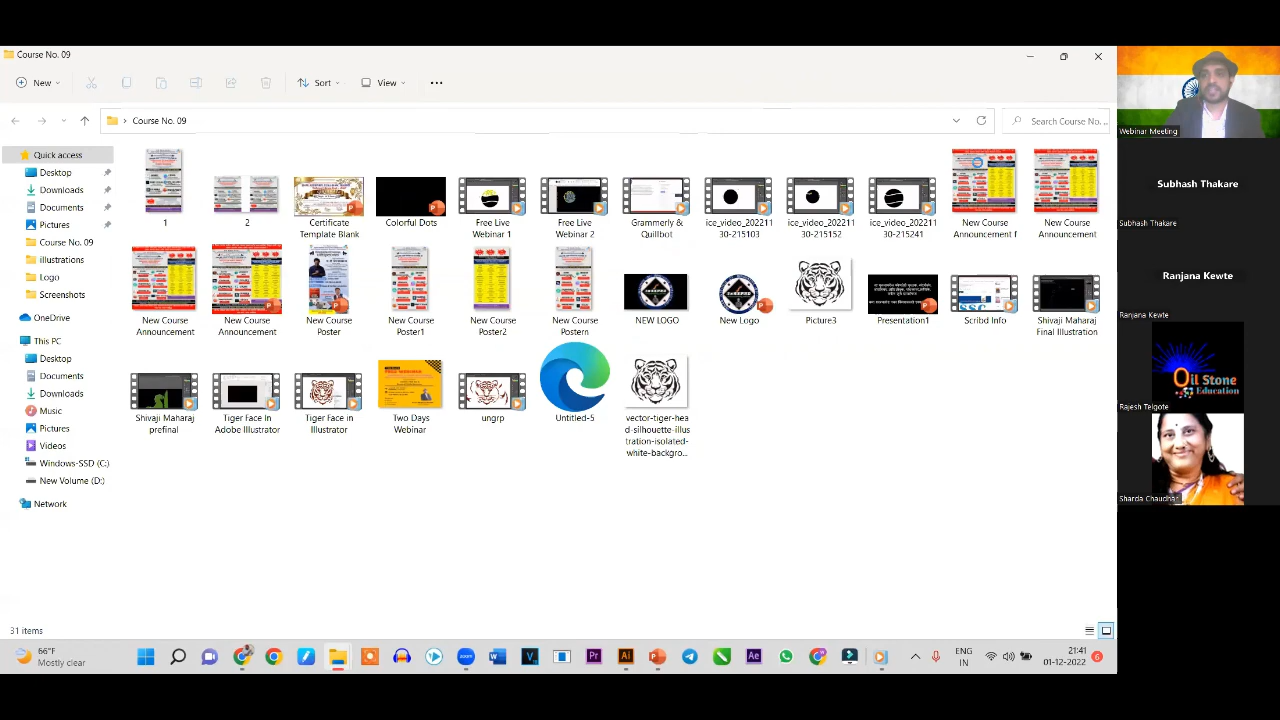 Course No. 09
New
Sort
View
Course No. 09
Search Course No. ...
Quick access
Desktop
Downloads
Documents
Pictures
Course No. 09
illustrations
Logo
Screenshots
OneDrive
This PC
Desktop
Documents
Downloads
Music
Pictures
Videos
Windows-SSD (C:)
New Volume (D:)
Network
1
2
Certificate
Template Blank
Colorful Dots
Free Live
Webinar 1
Free Live
Webinar 2
Grammerly &
Quilbot
ice_video_202211
30-215103
ice_video_202211
30-215152
ice_video_202211
30-215241
New Course
Announcement f
New Course
Announcement
New Course
Announcement
New Course
Announcement
New Course
Poster
New Course
Poster1
New Course
Poster2
New Course
Postern
NEW LOGO
New Logo
Picture3
Presentation1
Scribd Info
Shivaji Maharaj
Final Illustration
Shivaji Maharaj
prefinal
Tiger Face In
Adobe Illustrator
Tiger Face in
Illustrator
Two Days
Webinar
ungrp
Untitled-5
vector-tiger-hea
d-silhouette-illus
tration-isolated-
white-backgro...
31 items
66°F
Mostly clear
ENG
IN
21:41
01-12-2022
6
Webinar Meeting
Subhash Thakare
Subhash Thakare
Ranjana Kewte
Ranjana Kewte
Oil Stone
Education
Rajesh Telgote
Sharda Chaudhar